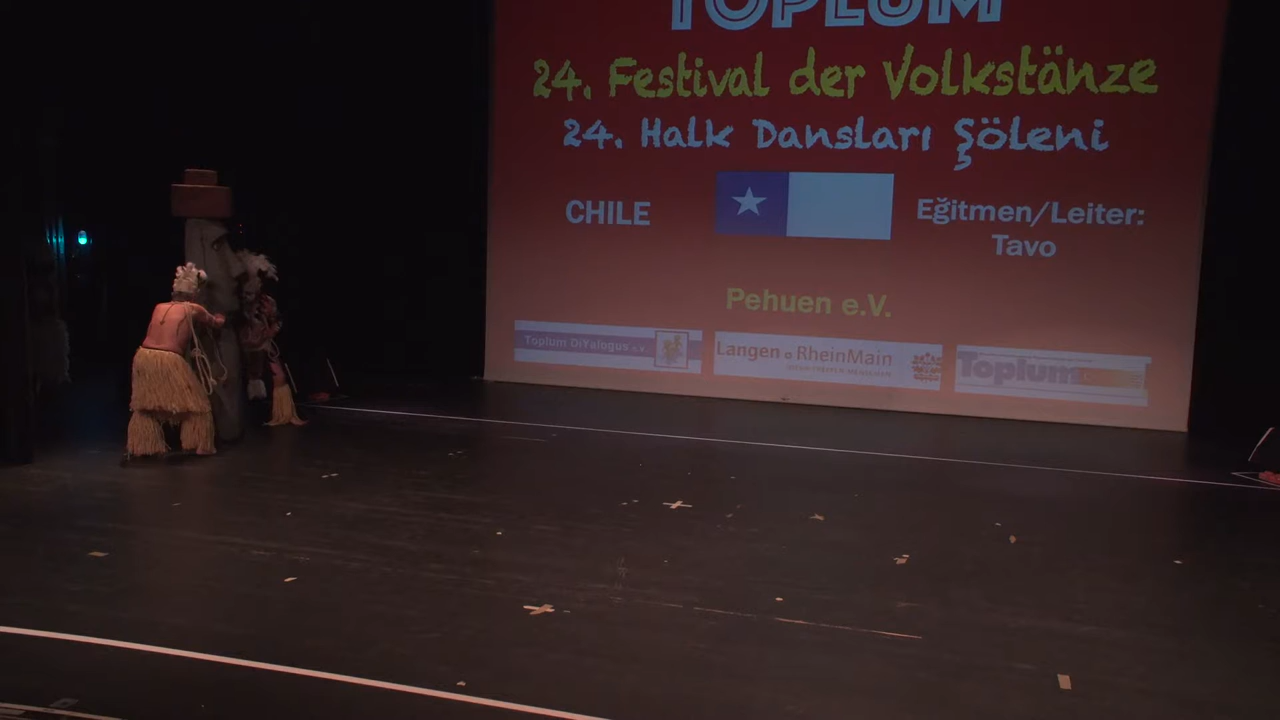 TOPLUM
24. Festival der Volkstänze
24. Halk Dansları Şöleni
CHILE
Eğitmen/Leiter:
Tavo
Pehuen e.V.
Toplum DiYalogus e.V
Langen RheinMain
Toplum